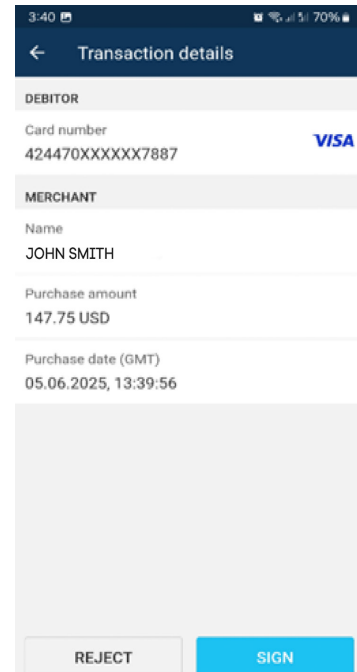 3:40 70%
Transaction details
DEBITOR
Card number
424470XXXXXX7887
VISA
MERCHANT
Name
JOHN SMITH
Purchase amount
147.75 USD
Purchase date (GMT)
05.06.2025, 13:39:56
REJECT SIGN